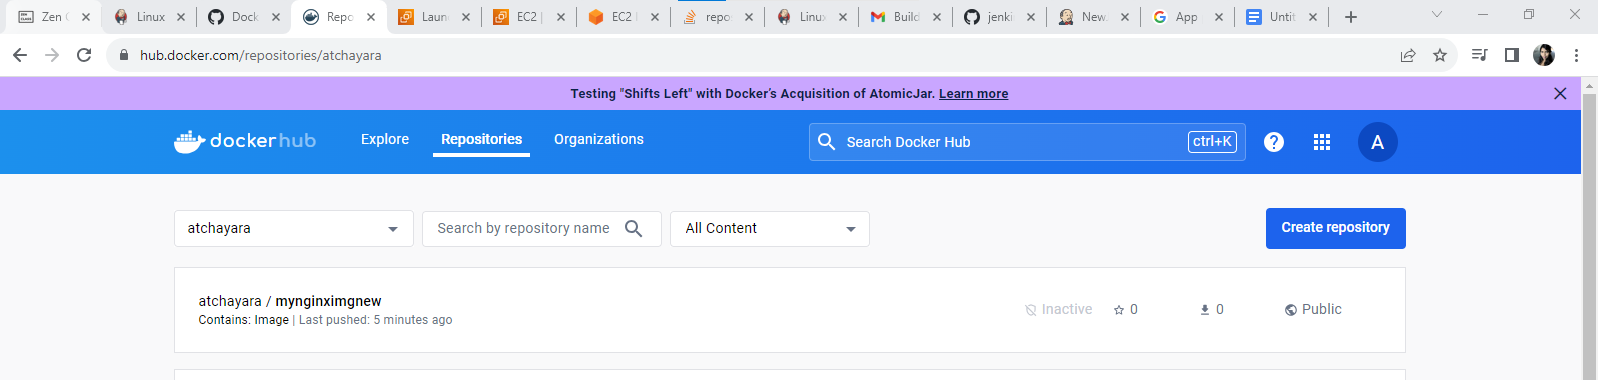 Zen C
Linux
Dock
Repo
Laun
EC2 |
EC2 I
repos
Linux
Build
jenki
New
App
Untit
hub.docker.com/repositories/atchayara
Testing "Shifts Left" with Docker's Acquisition of AtomicJar. Learn more
dockerhub
Explore
Repositories
Organizations
Search Docker Hub
ctrl+K
A
atchayara
Search by repository name
All Content
Create repository
atchayara / mynginximgnew
Contains: Image | Last pushed: 5 minutes ago
Inactive
0
0
Public